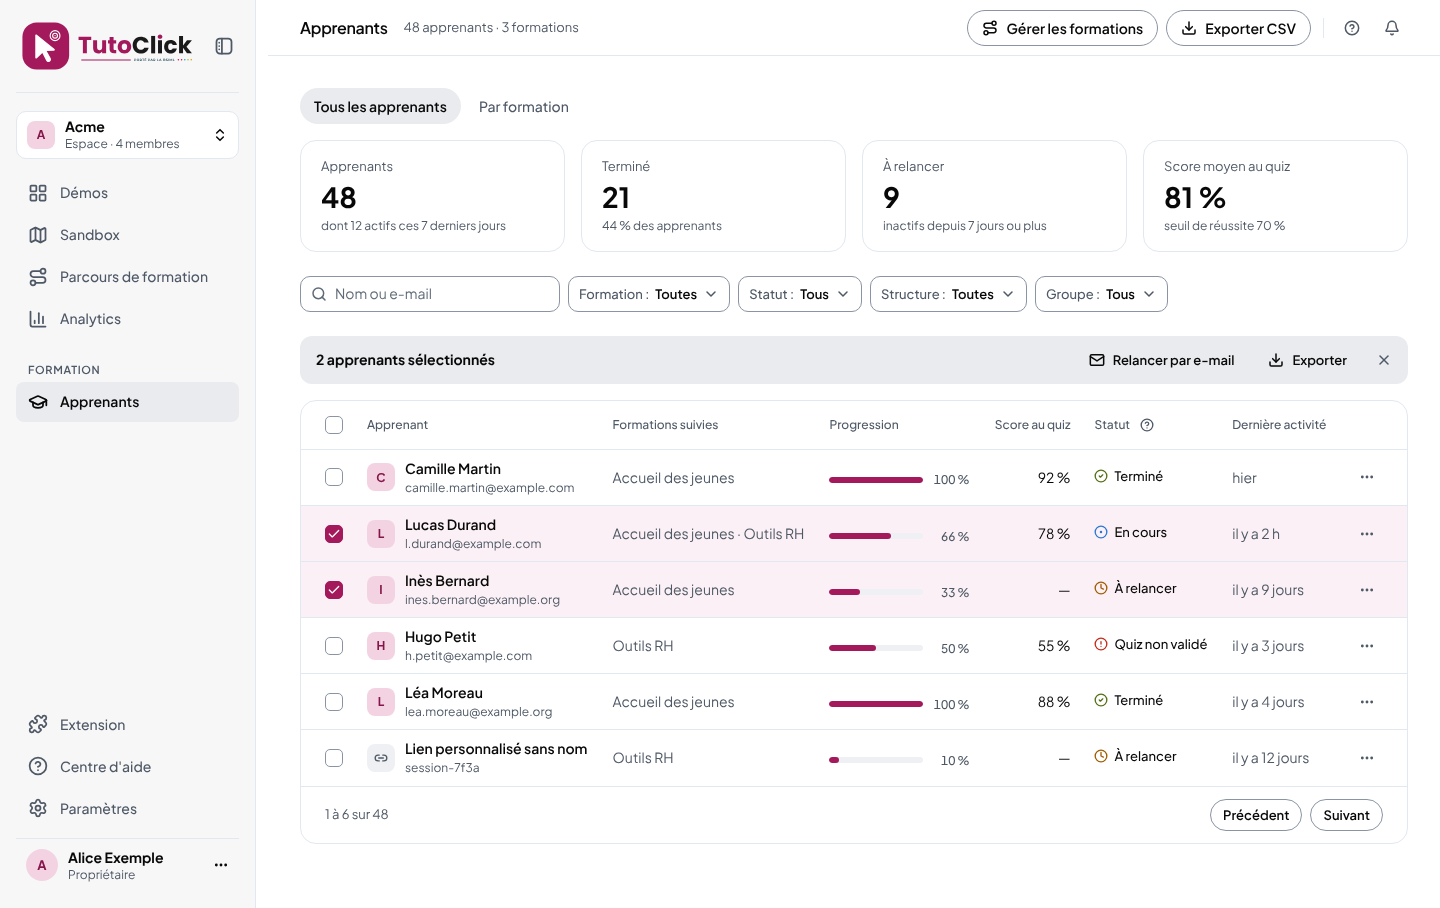 TutoClick
Acme
Espace · 4 membres
Démos
Sandbox
Parcours de formation
Analytics
FORMATION
Apprenants
Extension
Centre d'aide
Paramètres
A Alice Exemple
Propriétaire
Apprenants 48 apprenants · 3 formations
Gérer les formations Exporter CSV
Tous les apprenants Par formation
Apprenants
48
dont 12 actifs ces 7 derniers jours
Terminé
21
44 % des apprenants
À relancer
9
inactifs depuis 7 jours ou plus
Score moyen au quiz
81 %
seuil de réussite 70 %
Nom ou e-mail Formation : Toutes Statut : Tous Structure : Toutes Groupe : Tous
2 apprenants sélectionnés Relancer par e-mail Exporter
Apprenant Formations suivies Progression Score au quiz Statut Dernière activité
C Camille Martin
camille.martin@example.com
Accueil des jeunes 100 % 92 % Terminé hier
L Lucas Durand
l.durand@example.com
Accueil des jeunes · Outils RH 66 % 78 % En cours il y a 2 h
I Inès Bernard
ines.bernard@example.org
Accueil des jeunes 33 % — À relancer il y a 9 jours
H Hugo Petit
h.petit@example.com
Outils RH 50 % 55 % Quiz non validé il y a 3 jours
L Léa Moreau
lea.moreau@example.org
Accueil des jeunes 100 % 88 % Terminé il y a 4 jours
Lien personnalisé sans nom
session-7f3a
Outils RH 10 % — À relancer il y a 12 jours
1 à 6 sur 48 Précédent Suivant